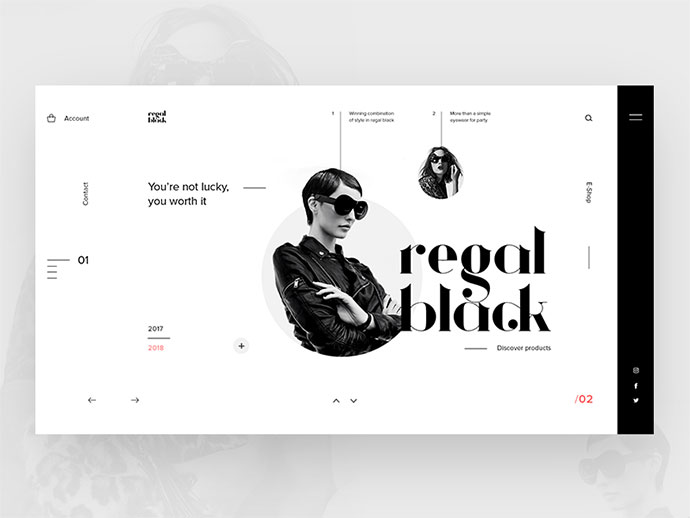 Account
regal
black
1 Winning combination
of style in regal black
2 More than a simple
eyewear for party
Contact
You're not lucky,
you worth it
E-Shop
01
regal
black
2017
2018
Discover products
/02